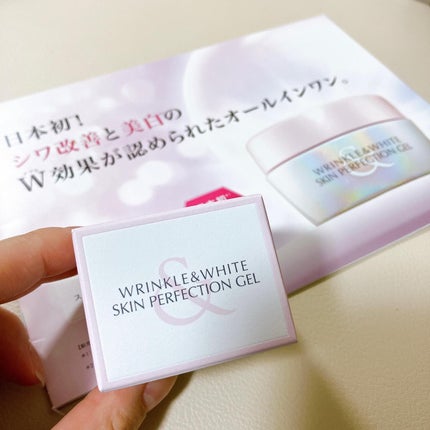 日本初!
シワ改善と美白の
W効果が認められたオールインワン。
WRINKLE&WHITE
SKIN PERFECTION GEL
&
WRINKLE&WHITE
SKIN PERFECTION GEL
&